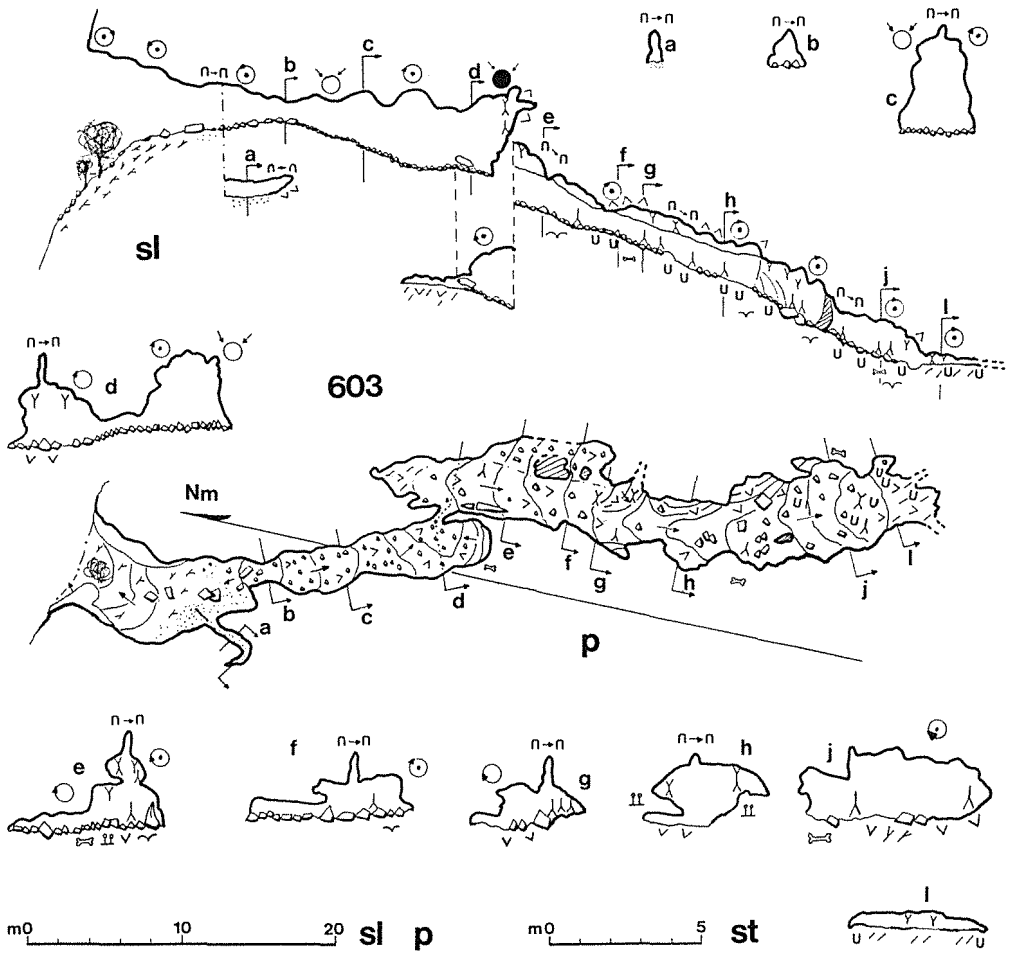 n→n a
n→n b
n→n c
b
c
d
n→n
a n→n
e
n→n
f
g
h
n→n
n→n
j
l
sl
U U U U U U U U U U U
n→n
d
603
Nm
a
b
c
d
e
f
g
h
j
l
U U U U U
p
n→n
e
n→n
f
n→n
g
n→n
h
j
l
U U
m0 10 20 sl p
m0 5 st